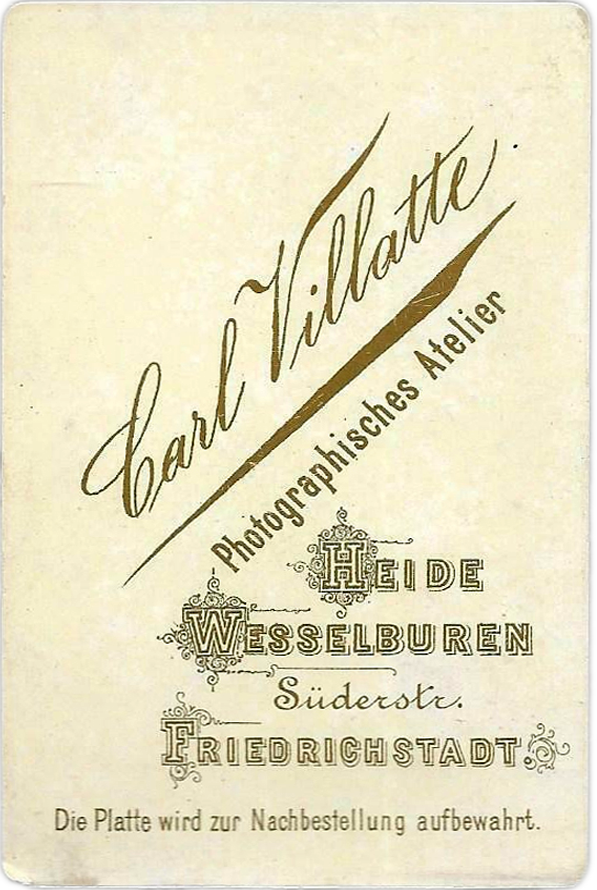 Carl Villatte.
Photographisches Atelier
HEIDE
WESSELBUREN
Süderstr.
FRIEDRICHSTADT.
Die Platte wird zur Nachbestellung aufbewahrt.